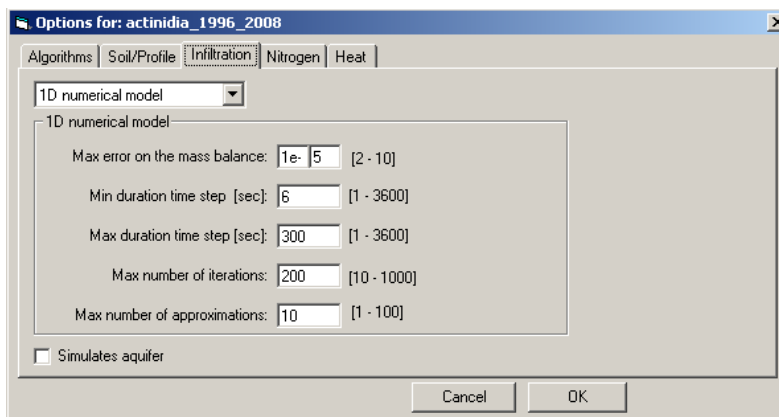 Options for: actinidia_1996_2008
Algorithms Soil/Profile Infiltration Nitrogen Heat
1D numerical model
1D numerical model
Max error on the mass balance: 1e- 5 [2 - 10]
Min duration time step [sec]: 6 [1 - 3600]
Max duration time step [sec]: 300 [1 - 3600]
Max number of iterations: 200 [10 - 1000]
Max number of approximations: 10 [1 - 100]
Simulates aquifer
Cancel OK